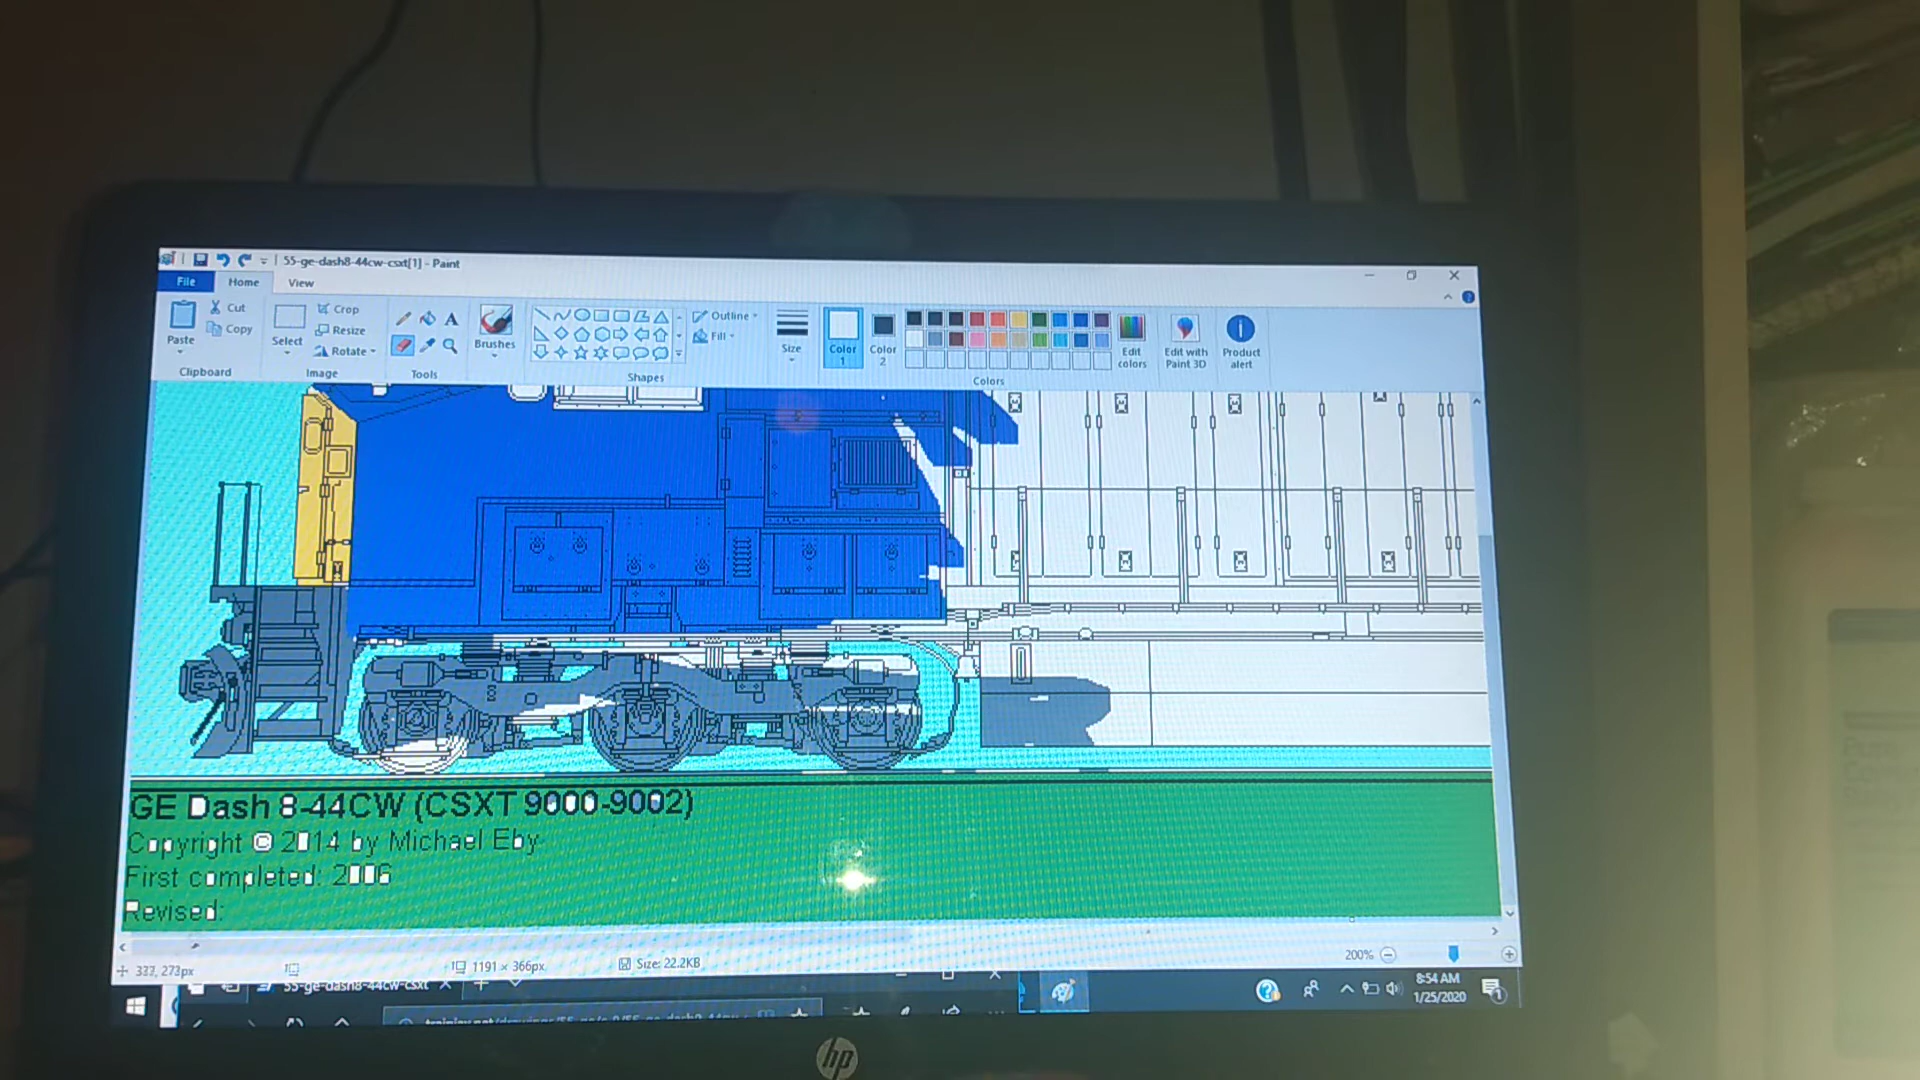 55-ge-dash8-44cw-csxt[1] - Paint
File Home View
Paste
Cut
Copy
Clipboard
Select
Crop
Resize
Rotate
Image
A
Tools
Brushes
Outline
Fill
Shapes
Size
Color 1
Color 2
Colors
Edit colors
Edit with Paint 3D
Product alert
GE Dash 8-44CW (CSXT 9000-9002)
Copyright © 2014 by Michael Eby
First completed: 2006
Revised:
337, 273px
1191 × 366px
Size: 22.2KB
200%
55-ge-dash8-44cw-csxt
8:54 AM
1/25/2020
1
hp